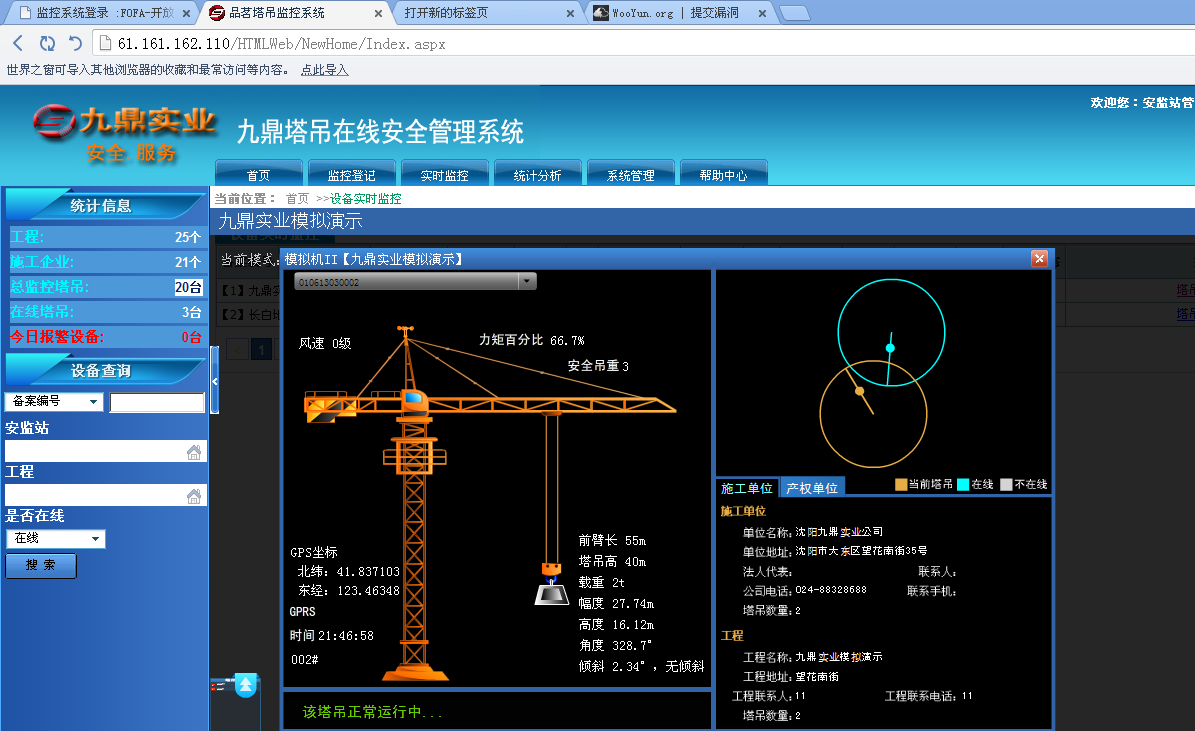 监控系统登录 :FOFA-开放
品茗塔吊监控系统
打开新的标签页
WooYun.org | 提交漏洞
61.161.162.110/HTMLWeb/NewHome/Index.aspx
世界之窗可导入其他浏览器的收藏和最常访问等内容。 点此导入
欢迎您：安监站管
九鼎实业
安全.服务
九鼎塔吊在线安全管理系统
首页 监控登记 实时监控 统计分析 系统管理 帮助中心
统计信息
工程: 25个
施工企业: 21个
总监控塔吊: 20台
在线塔吊: 3台
今日报警设备: 0台
设备查询
备案编号
安监站
工程
是否在线
在线
搜 索
当前位置： 首页 >>设备实时监控
九鼎实业模拟演示
设备实时监控
当前模式:
【1】九鼎实
【2】长白地
1
塔吊
塔吊
模拟机II【九鼎实业模拟演示】
010613030002
风速 0级
力矩百分比 66.7%
安全吊重 3
GPS坐标
北纬: 41.837103
东经: 123.46348
GPRS
时间 21:46:58
002#
前臂长 55m
塔吊高 40m
载重 2t
幅度 27.74m
高度 16.12m
角度 328.7°
倾斜 2.34°，无倾斜
该塔吊正常运行中...
当前塔吊 在线 不在线
施工单位 产权单位
施工单位
单位名称: 沈阳九鼎实业公司
单位地址: 沈阳市大东区望花南街35号
法人代表: 联系人:
公司电话: 024-88328688 联系手机:
塔吊数量: 2
工程
工程名称: 九鼎实业模拟演示
工程地址: 望花南街
工程联系人: 11 工程联系电话: 11
塔吊数量: 2